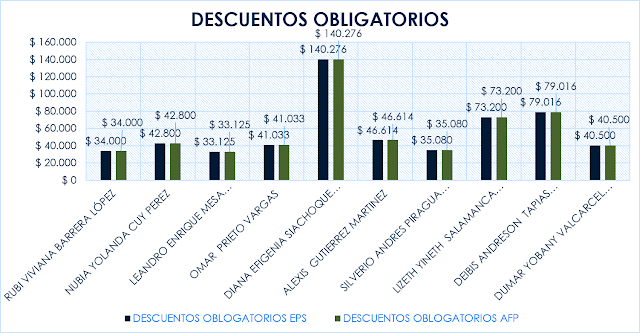 DESCUENTOS OBLIGATORIOS
$ 160.000
$ 140.000
$ 120.000
$ 100.000
$ 80.000
$ 60.000
$ 40.000
$ 20.000
$ 0
$ 34.000
$ 34.000
$ 42.800
$ 42.800
$ 33.125
$ 33.125
$ 41.033
$ 41.033
$ 140.276
$ 140.276
$ 46.614
$ 46.614
$ 35.080
$ 35.080
$ 73.200
$ 73.200
$ 79.016
$ 79.016
$ 40.500
$ 40.500
RUBI VIVIANA BARRERA LÓPEZ
NUBIA YOLANDA CUY PEREZ
LEANDRO ENRIQUE MESA...
OMAR PRIETO VARGAS
DIANA EFIGENIA SIACHOQUE...
ALEXIS GUTIERREZ MARTINEZ
SILVERIO ANDRES PIRAGUA...
LIZETH YINETH SALAMANCA...
DEIBIS ANDRESON TAPIAS...
DUMAR YOBANY VALCARCEL...
DESCUENTOS OBLOGATORIOS EPS
DESCUENTOS OBLOGATORIOS AFP